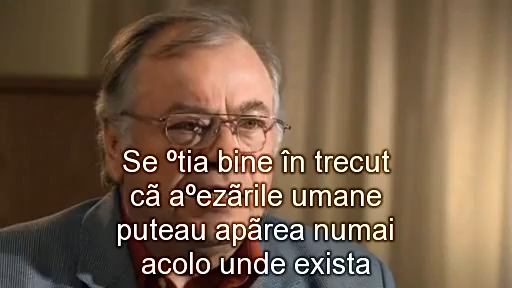 Se ºtia bine în trecut
cã aºezãrile umane
puteau apãrea numai
acolo unde exista